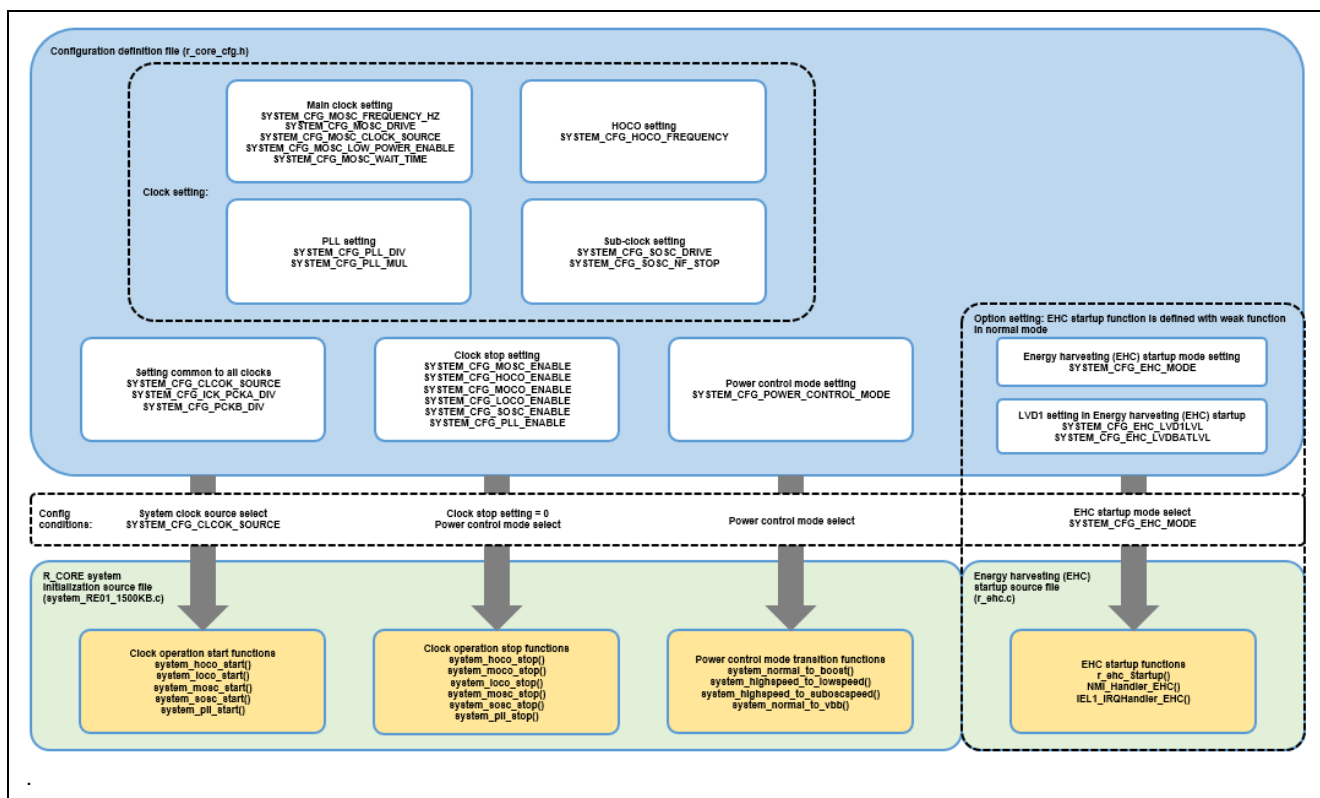 Configuration definition file (r_core_cfg.h)
Main clock setting
SYSTEM_CFG_MOSC_FREQUENCY_HZ
SYSTEM_CFG_MOSC_DRIVE
SYSTEM_CFG_MOSC_CLOCK_SOURCE
SYSTEM_CFG_MOSC_LOW_POWER_ENABLE
SYSTEM_CFG_MOSC_WAIT_TIME
HOCO setting
SYSTEM_CFG_HOCO_FREQUENCY
Clock setting:
PLL setting
SYSTEM_CFG_PLL_DIV
SYSTEM_CFG_PLL_MUL
Sub-clock setting
SYSTEM_CFG_SOSC_DRIVE
SYSTEM_CFG_SOSC_NF_STOP
Setting common to all clocks
SYSTEM_CFG_CLCOK_SOURCE
SYSTEM_CFG_ICK_PCKA_DIV
SYSTEM_CFG_PCKB_DIV
Clock stop setting
SYSTEM_CFG_MOSC_ENABLE
SYSTEM_CFG_HOCO_ENABLE
SYSTEM_CFG_MOCO_ENABLE
SYSTEM_CFG_LOCO_ENABLE
SYSTEM_CFG_SOSC_ENABLE
SYSTEM_CFG_PLL_ENABLE
Power control mode setting
SYSTEM_CFG_POWER_CONTROL_MODE
Option setting: EHC startup function is defined with weak function
in normal mode
Energy harvesting (EHC) startup mode setting
SYSTEM_CFG_EHC_MODE
LVD1 setting in Energy harvesting (EHC) startup
SYSTEM_CFG_EHC_LVD1LVL
SYSTEM_CFG_EHC_LVDBATLVL
Config
conditions:
System clock source select
SYSTEM_CFG_CLCOK_SOURCE
Clock stop setting = 0
Power control mode select
Power control mode select
EHC startup mode select
SYSTEM_CFG_EHC_MODE
R_CORE system
initialization source file
(system_RE01_1500KB.c)
Clock operation start functions
system_hoco_start()
system_loco_start()
system_mosc_start()
system_sosc_start()
system_pll_start()
Clock operation stop functions
system_hoco_stop()
system_moco_stop()
system_loco_stop()
system_mosc_stop()
system_sosc_stop()
system_pll_stop()
Power control mode transition functions
system_normal_to_boost()
system_highspeed_to_lowspeed()
system_highspeed_to_suboscspeed()
system_normal_to_vbb()
Energy harvesting (EHC)
startup source file
(r_ehc.c)
EHC startup functions
r_ehc_Startup()
NMI_Handler_EHC()
IEL1_IRQHandler_EHC()
.